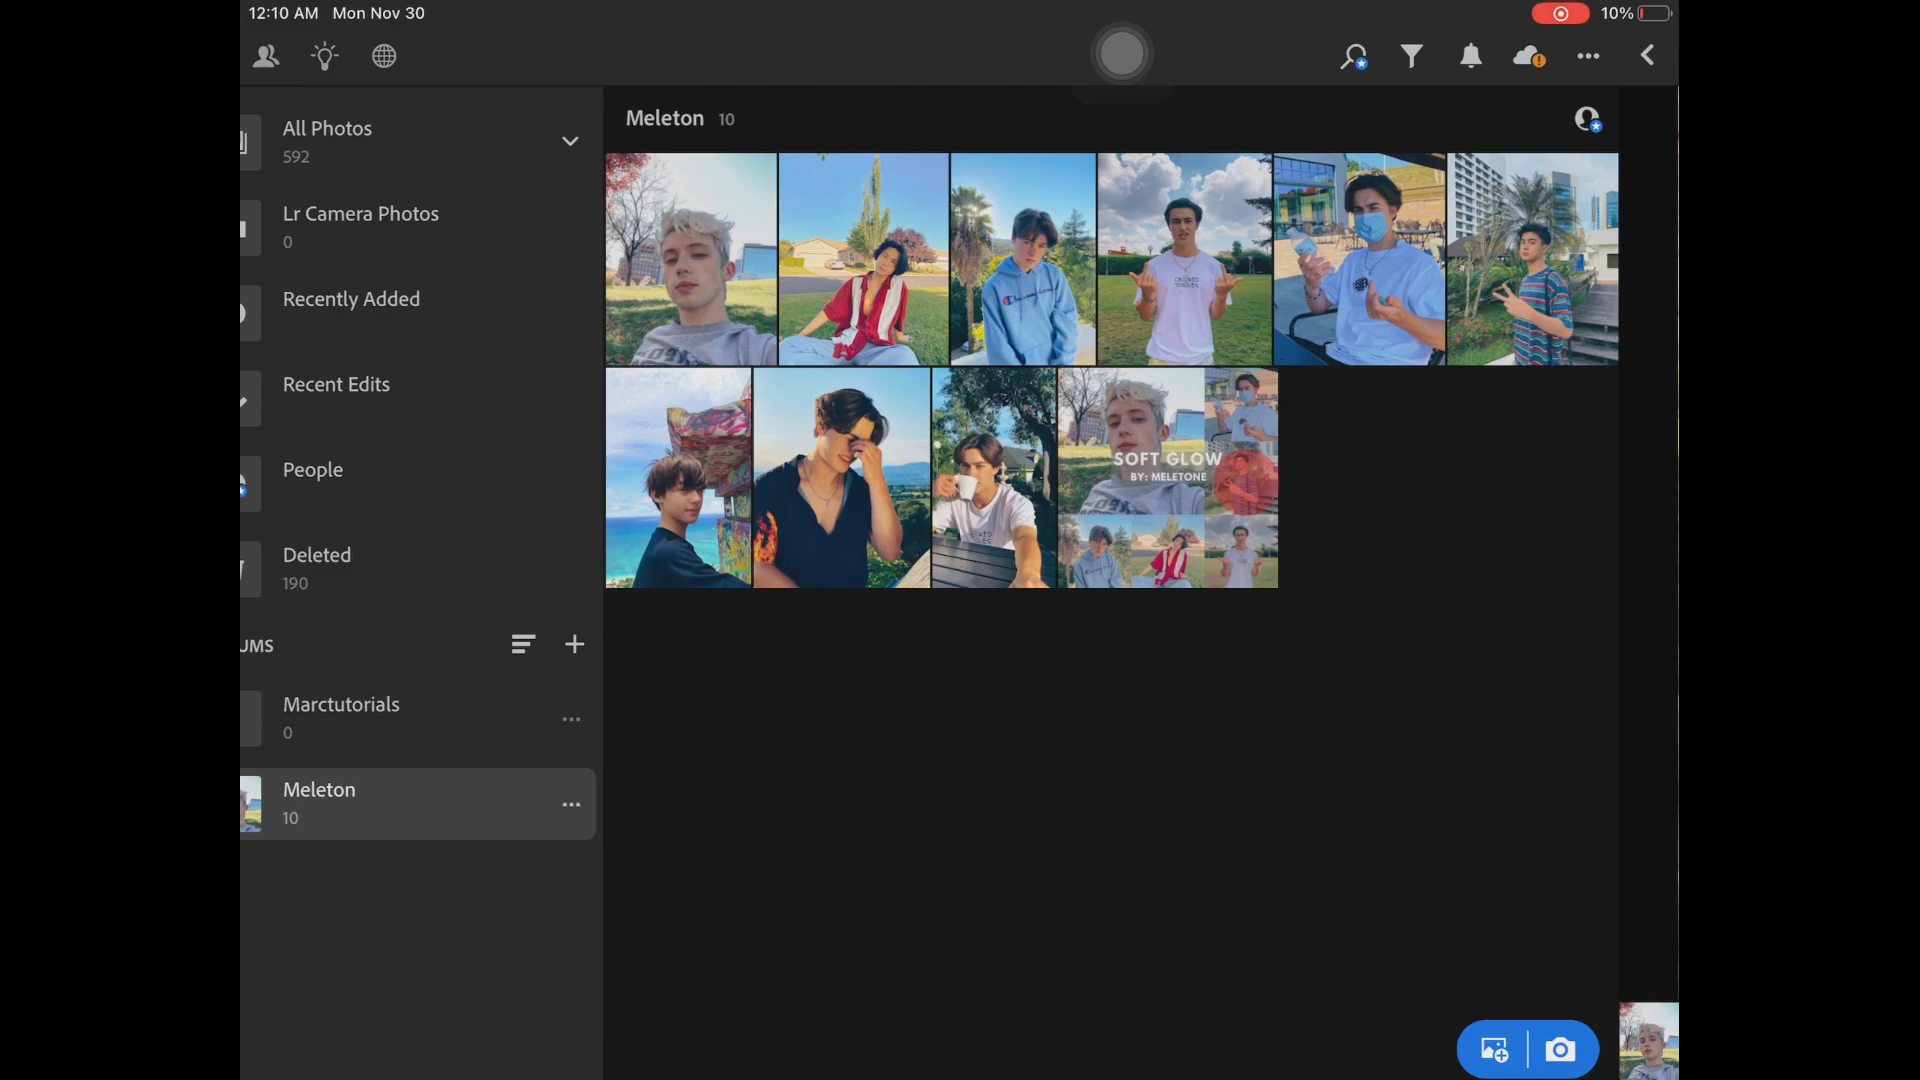 12:10 AM Mon Nov 30
10%
All Photos
592
Meleton 10
Lr Camera Photos
0
Recently Added
Recent Edits
SOFT GLOW
BY: MELETONE
People
Deleted
190
UMS
Marctutorials
0
Meleton
10